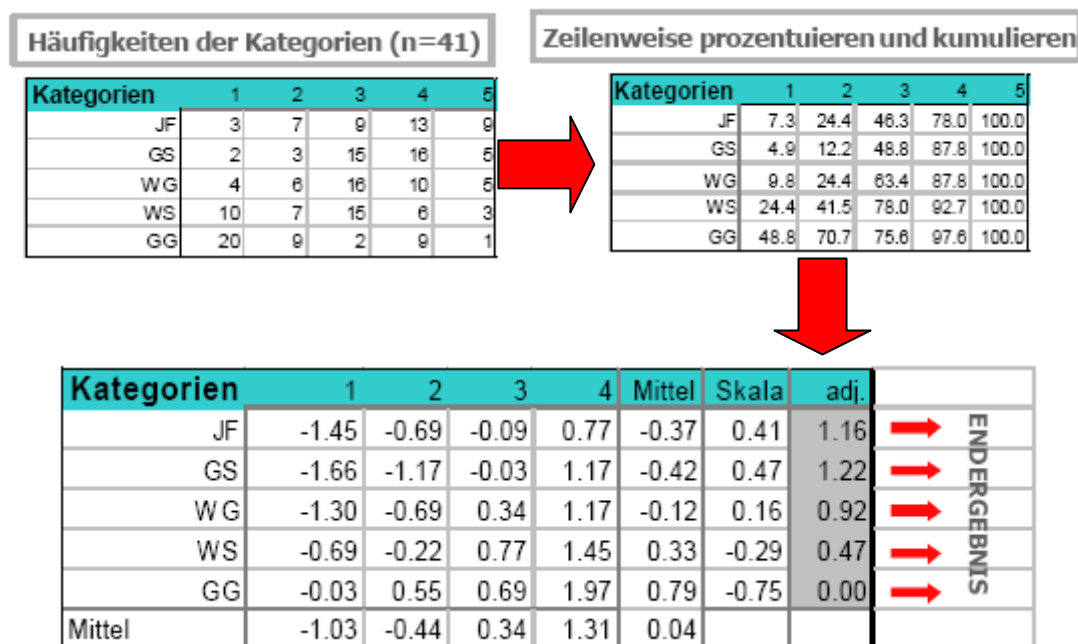 Häufigkeiten der Kategorien (n=41)
Kategorien 1 2 3 4 5
JF 3 7 9 13 9
GS 2 3 15 16 5
WG 4 6 16 10 5
WS 10 7 15 6 3
GG 20 9 2 9 1
Zeilenweise prozentuieren und kumulieren
Kategorien 1 2 3 4 5
JF 7.3 24.4 46.3 78.0 100.0
GS 4.9 12.2 48.8 87.8 100.0
WG 9.8 24.4 63.4 87.8 100.0
WS 24.4 41.5 78.0 92.7 100.0
GG 48.8 70.7 75.6 97.6 100.0
Kategorien 1 2 3 4 Mittel Skala adj.
JF -1.45 -0.69 -0.09 0.77 -0.37 0.41 1.16
GS -1.66 -1.17 -0.03 1.17 -0.42 0.47 1.22
WG -1.30 -0.69 0.34 1.17 -0.12 0.16 0.92
WS -0.69 -0.22 0.77 1.45 0.33 -0.29 0.47
GG -0.03 0.55 0.69 1.97 0.79 -0.75 0.00
Mittel -1.03 -0.44 0.34 1.31 0.04
ENDERGEBNIS